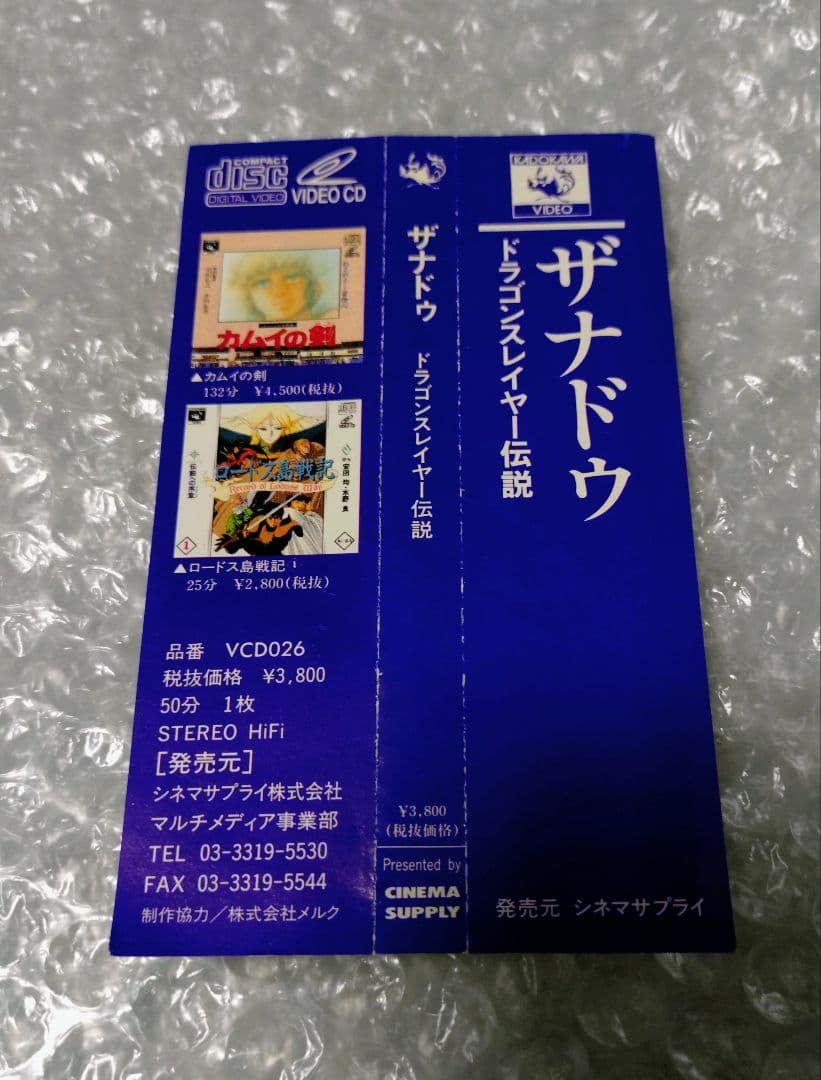 COMPACT
disc
DIGITAL VIDEO
VIDEO CD
カムイの剣
▲カムイの剣
132分 ¥4,500(税抜)
ロードス島戦記
Record of Lodoss War
1
▲ロードス島戦記 i
25分 ¥2,800(税抜)
品番 VCD026
税抜価格 ¥3,800
50分 1枚
STEREO HiFi
[発売元]
シネマサプライ株式会社
マルチメディア事業部
TEL 03-3319-5530
FAX 03-3319-5544
制作協力/株式会社メルク
ザナドゥ ドラゴンスレイヤー伝説
¥3,800
(税抜価格)
Presented by
CINEMA
SUPPLY
KADOKAWA
VIDEO
ザナドゥ
ドラゴンスレイヤー伝説
発売元 シネマサプライ